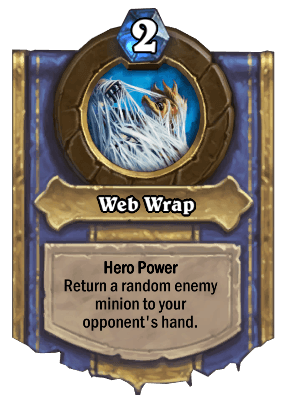 2
Web Wrap
Hero Power
Return a random enemy
minion to your
opponent's hand.